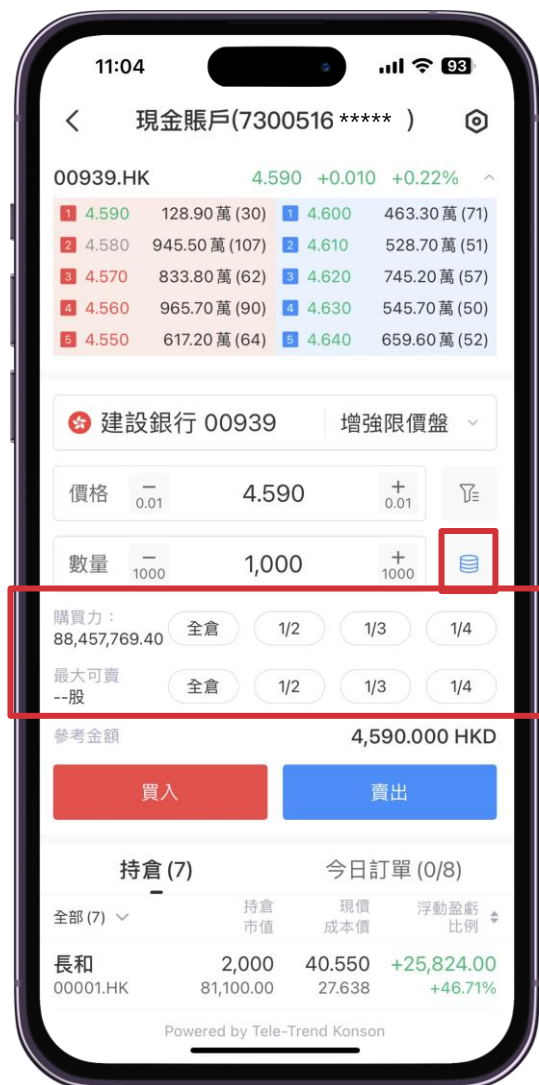 11:04 93
現金賬戶(7300516 ***** )
00939.HK 4.590 +0.010 +0.22%
1 4.590 128.90 萬 (30) 1 4.600 463.30 萬 (71)
2 4.580 945.50 萬 (107) 2 4.610 528.70 萬 (51)
3 4.570 833.80 萬 (62) 3 4.620 745.20 萬 (57)
4 4.560 965.70 萬 (90) 4 4.630 545.70 萬 (50)
5 4.550 617.20 萬 (64) 5 4.640 659.60 萬 (52)
建設銀行 00939 增強限價盤
價格 − 0.01 4.590 + 0.01
數量 − 1000 1,000 + 1000
購買力：
88,457,769.40 全倉 1/2 1/3 1/4
最大可賣
--股 全倉 1/2 1/3 1/4
參考金額 4,590.000 HKD
買入 賣出
持倉 (7) 今日訂單 (0/8)
全部 (7) 持倉 現價 浮動盈虧
市值 成本價 比例
長和 2,000 40.550 +25,824.00
00001.HK 81,100.00 27.638 +46.71%
Powered by Tele-Trend Konson